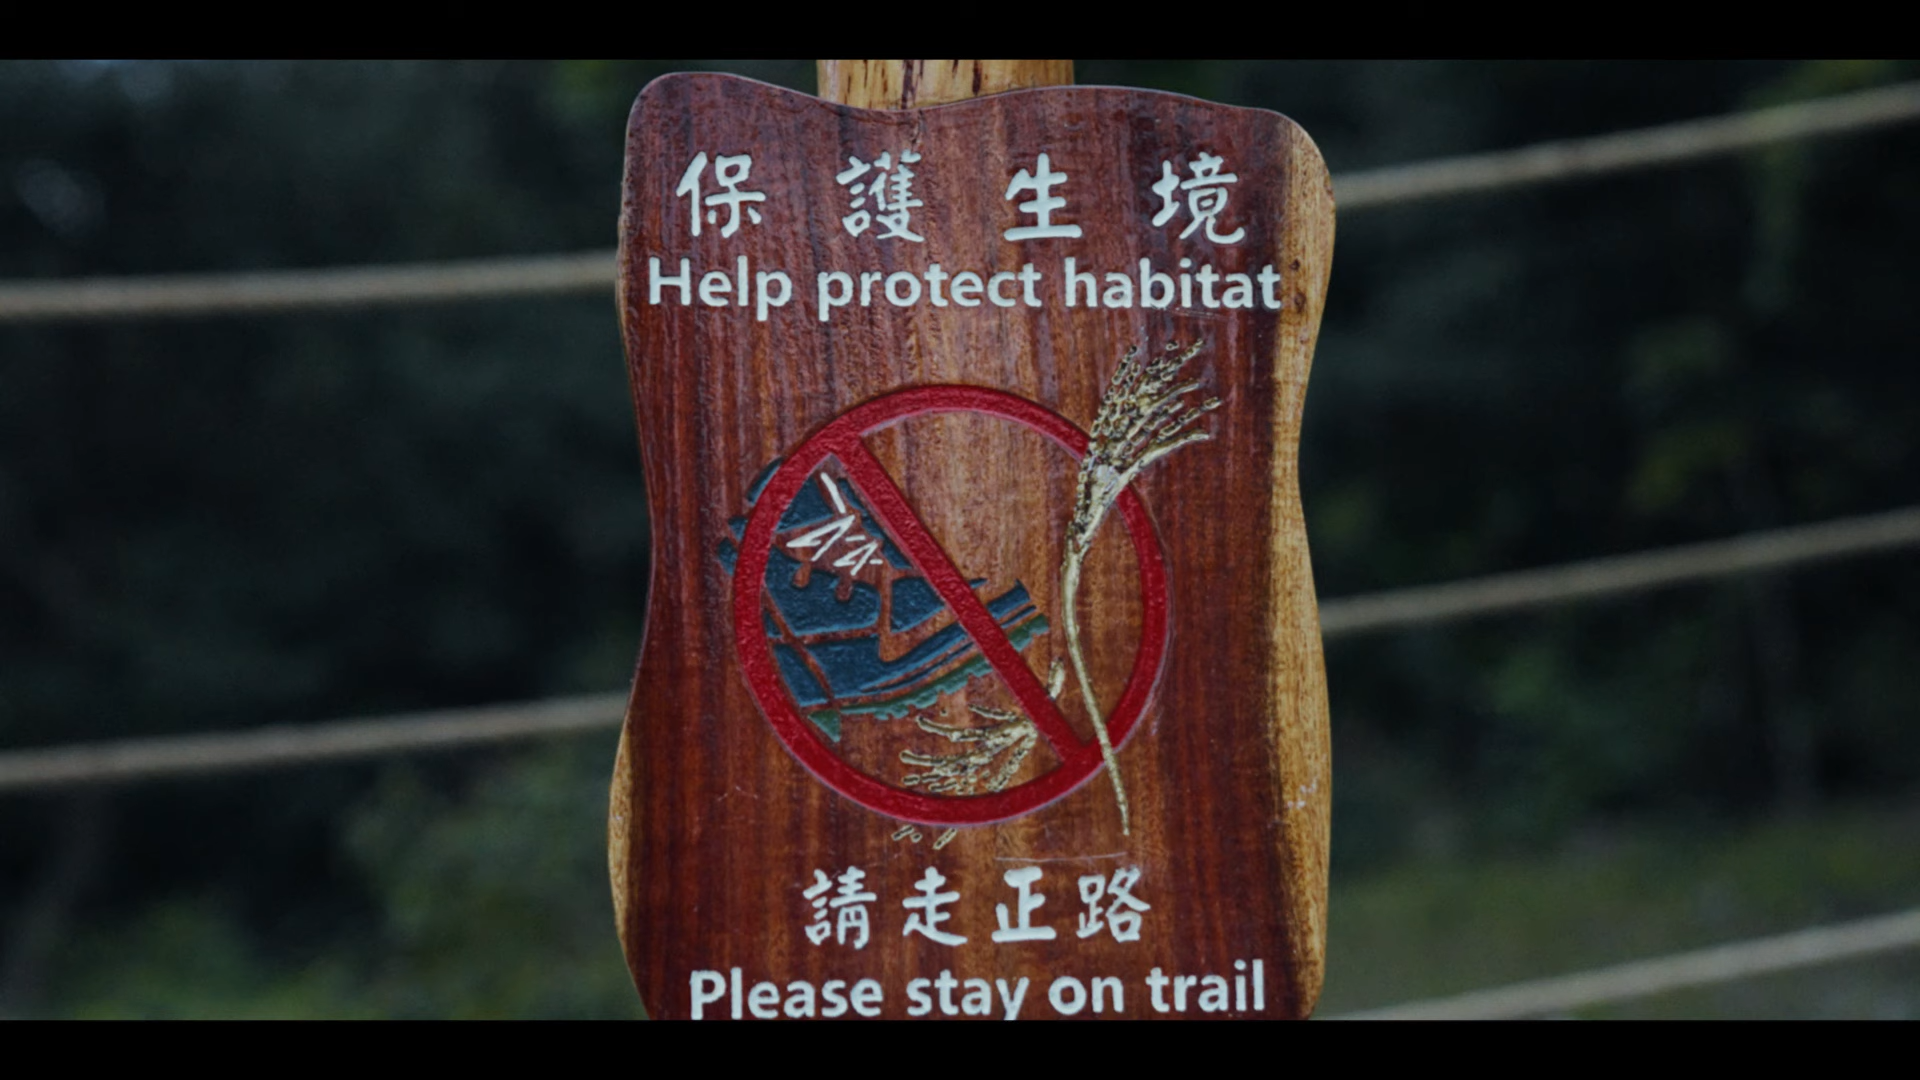 保護生境
Help protect habitat
請走正路
Please stay on trail